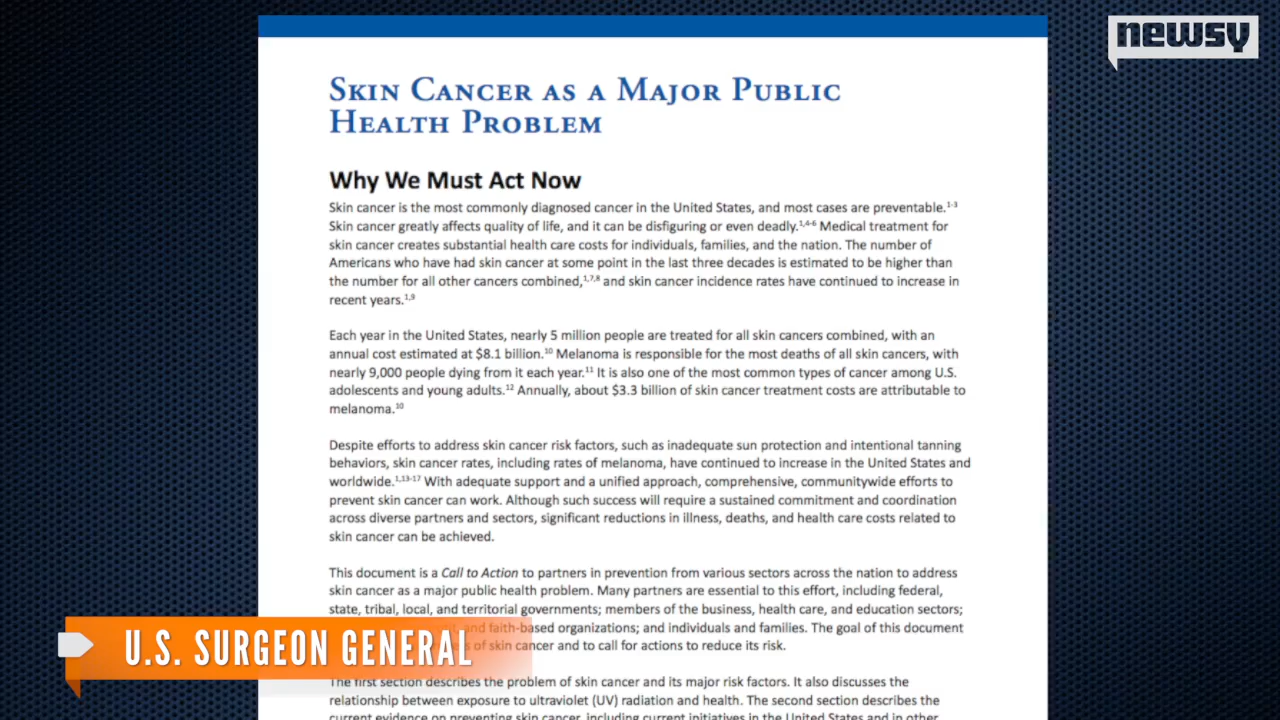 newsy
SKIN CANCER AS A MAJOR PUBLIC
HEALTH PROBLEM
Why We Must Act Now
Skin cancer is the most commonly diagnosed cancer in the United States, and most cases are preventable.1-3
Skin cancer greatly affects quality of life, and it can be disfiguring or even deadly.1,4-6 Medical treatment for
skin cancer creates substantial health care costs for individuals, families, and the nation. The number of
Americans who have had skin cancer at some point in the last three decades is estimated to be higher than
the number for all other cancers combined,1,7,8 and skin cancer incidence rates have continued to increase in
recent years.1,9
Each year in the United States, nearly 5 million people are treated for all skin cancers combined, with an
annual cost estimated at $8.1 billion.10 Melanoma is responsible for the most deaths of all skin cancers, with
nearly 9,000 people dying from it each year.11 It is also one of the most common types of cancer among U.S.
adolescents and young adults.12 Annually, about $3.3 billion of skin cancer treatment costs are attributable to
melanoma.10
Despite efforts to address skin cancer risk factors, such as inadequate sun protection and intentional tanning
behaviors, skin cancer rates, including rates of melanoma, have continued to increase in the United States and
worldwide.1,13-17 With adequate support and a unified approach, comprehensive, communitywide efforts to
prevent skin cancer can work. Although such success will require a sustained commitment and coordination
across diverse partners and sectors, significant reductions in illness, deaths, and health care costs related to
skin cancer can be achieved.
This document is a Call to Action to partners in prevention from various sectors across the nation to address
skin cancer as a major public health problem. Many partners are essential to this effort, including federal,
state, tribal, local, and territorial governments; members of the business, health care, and education sectors;
and faith-based organizations; and individuals and families. The goal of this document
of skin cancer and to call for actions to reduce its risk.
U.S. SURGEON GENERAL
The first section describes the problem of skin cancer and its major risk factors. It also discusses the
relationship between exposure to ultraviolet (UV) radiation and health. The second section describes the
current evidence on preventing skin cancer, including current initiatives in the United States and in other